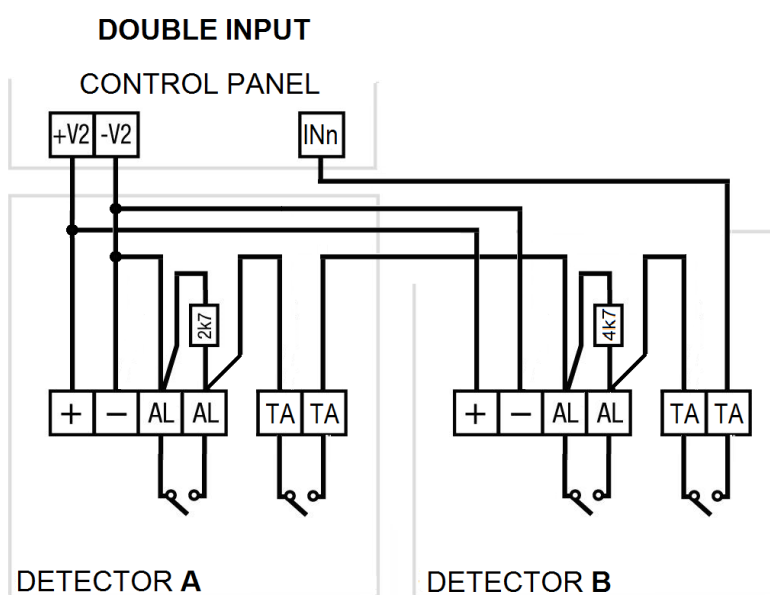 DOUBLE INPUT
CONTROL PANEL
+V2 -V2 INn
2k7 4k7
+ − AL AL TA TA + − AL AL TA TA
DETECTOR A DETECTOR B